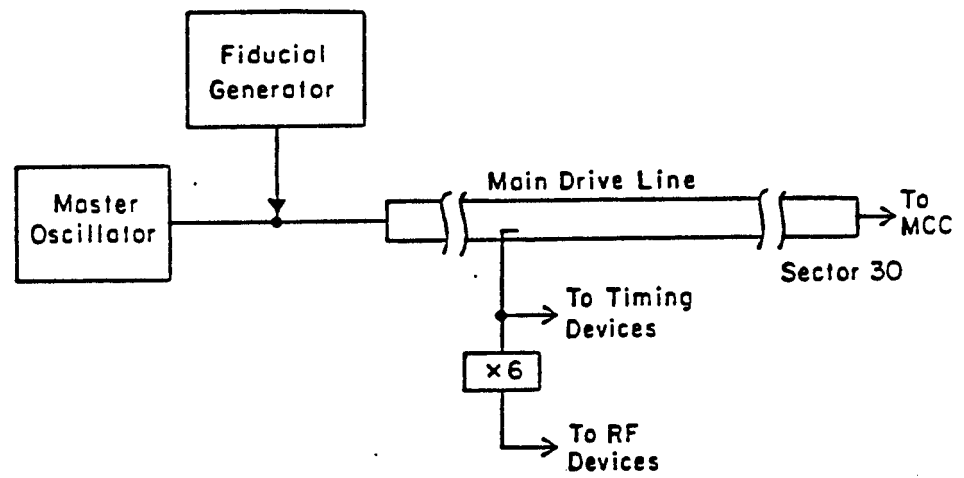 Fiducial
Generator
Master
Oscillator
Main Drive Line
To
MCC
Sector 30
To Timing
Devices
×6
To RF
Devices